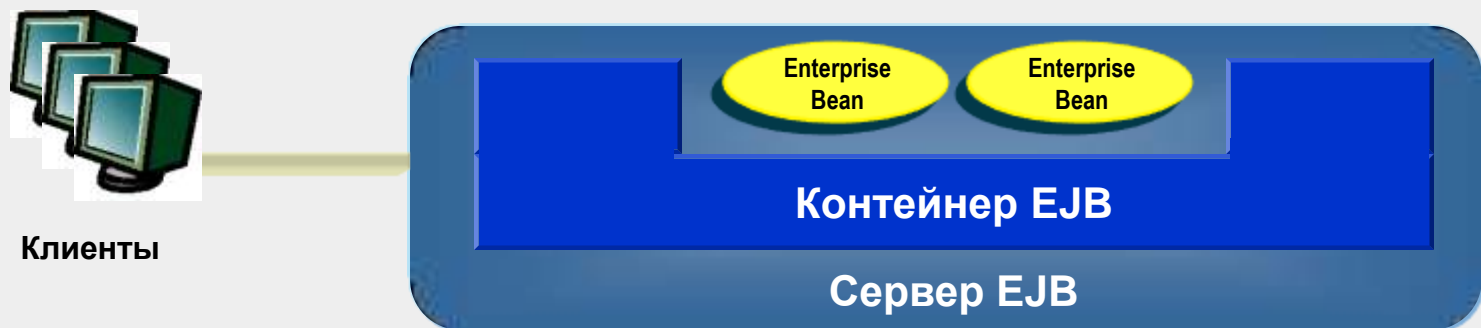 Enterprise
Bean
Enterprise
Bean
Контейнер EJB
Клиенты
Сервер EJB